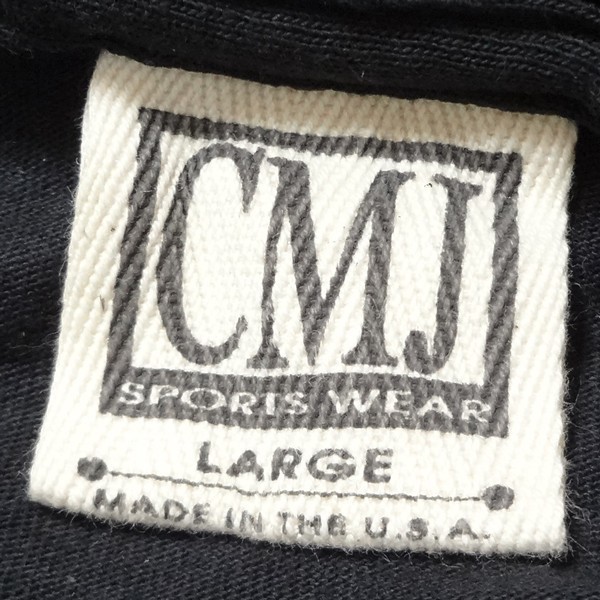 CMJ
SPORTS WEAR
LARGE
MADE IN THE U.S.A.